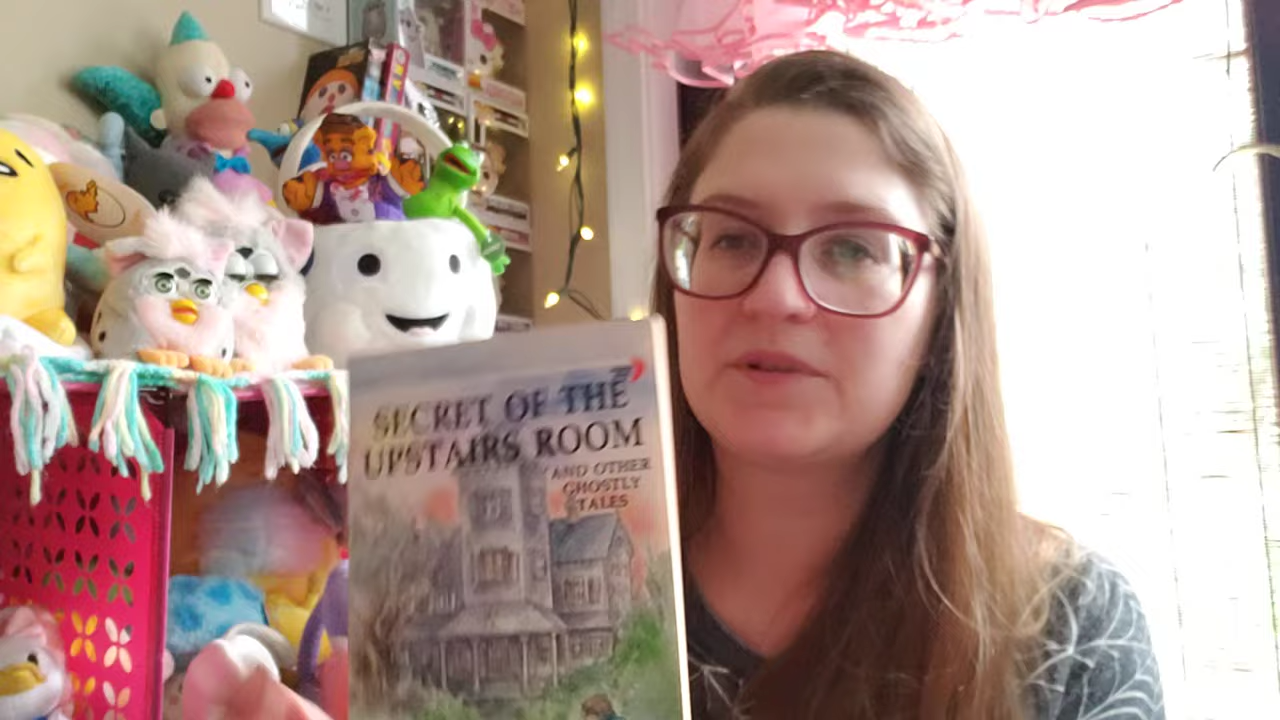 SECRET OF THE
UPSTAIRS ROOM
AND OTHER
GHOSTLY
TALES